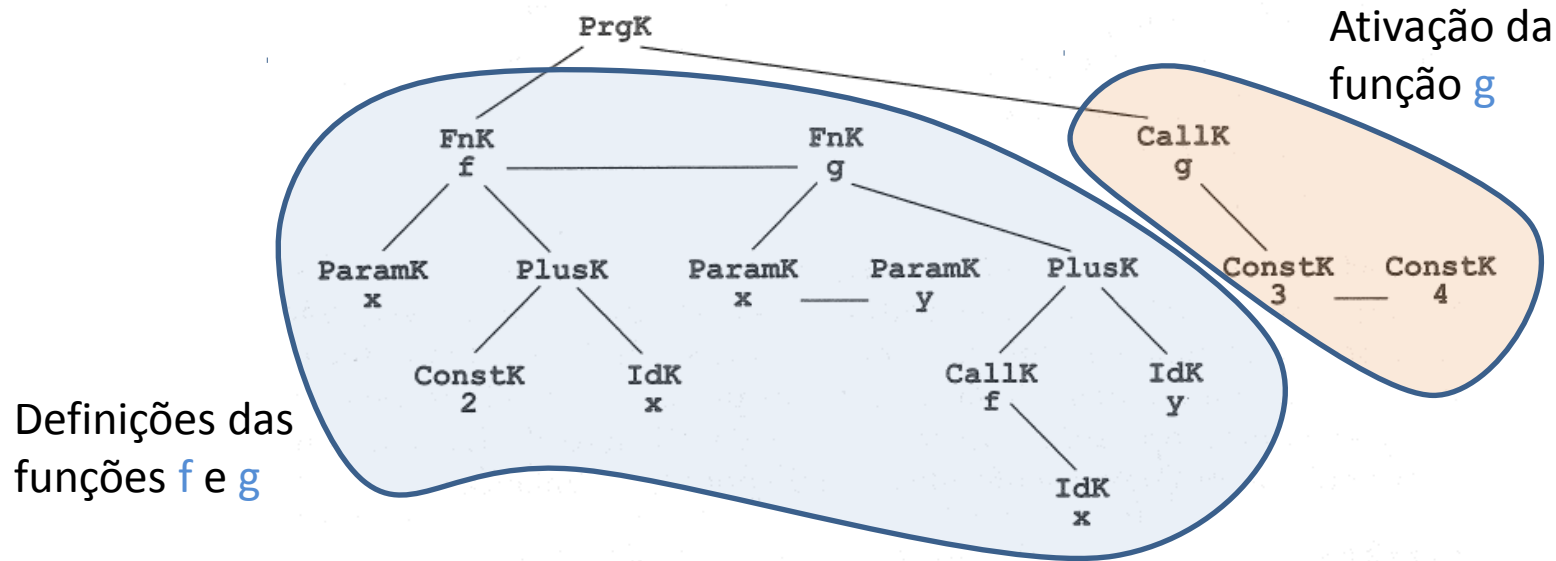 PrgK
Ativação da
função g
FnK
f
FnK
g
CallK
g
ParamK
x
PlusK
ParamK
x
ParamK
y
PlusK
ConstK
3
ConstK
4
ConstK
2
IdK
x
CallK
f
IdK
y
Definições das
funções f e g
IdK
x